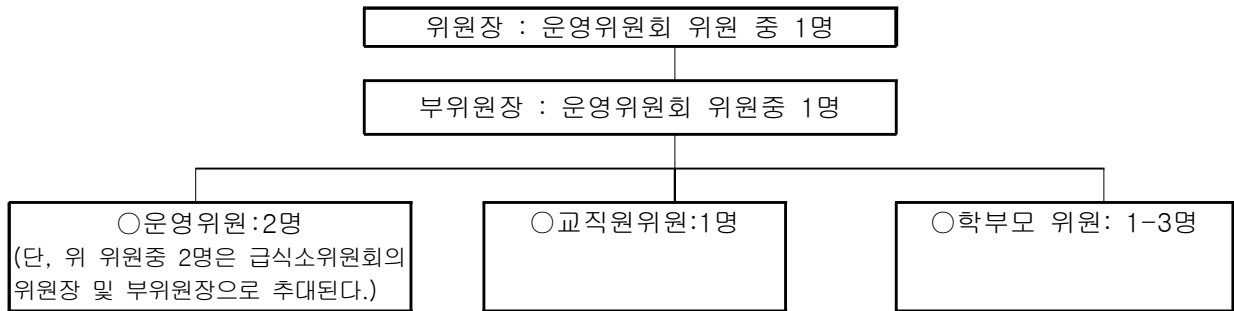 위원장 : 운영위원회 위원 중 1명
부위원장 : 운영위원회 위원중 1명
○운영위원:2명
(단, 위 위원중 2명은 급식소위원회의
위원장 및 부위원장으로 추대된다.)
○교직원위원:1명
○학부모 위원: 1-3명